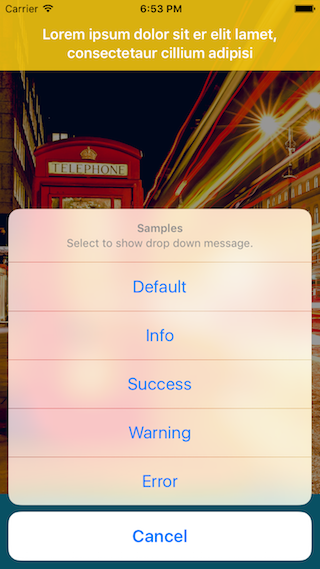 Carrier 6:53 PM
Lorem ipsum dolor sit er elit lamet,
consectetaur cillium adipisi
TELEPHONE
Samples
Select to show drop down message.
Default
Info
Success
Warning
Error
Cancel